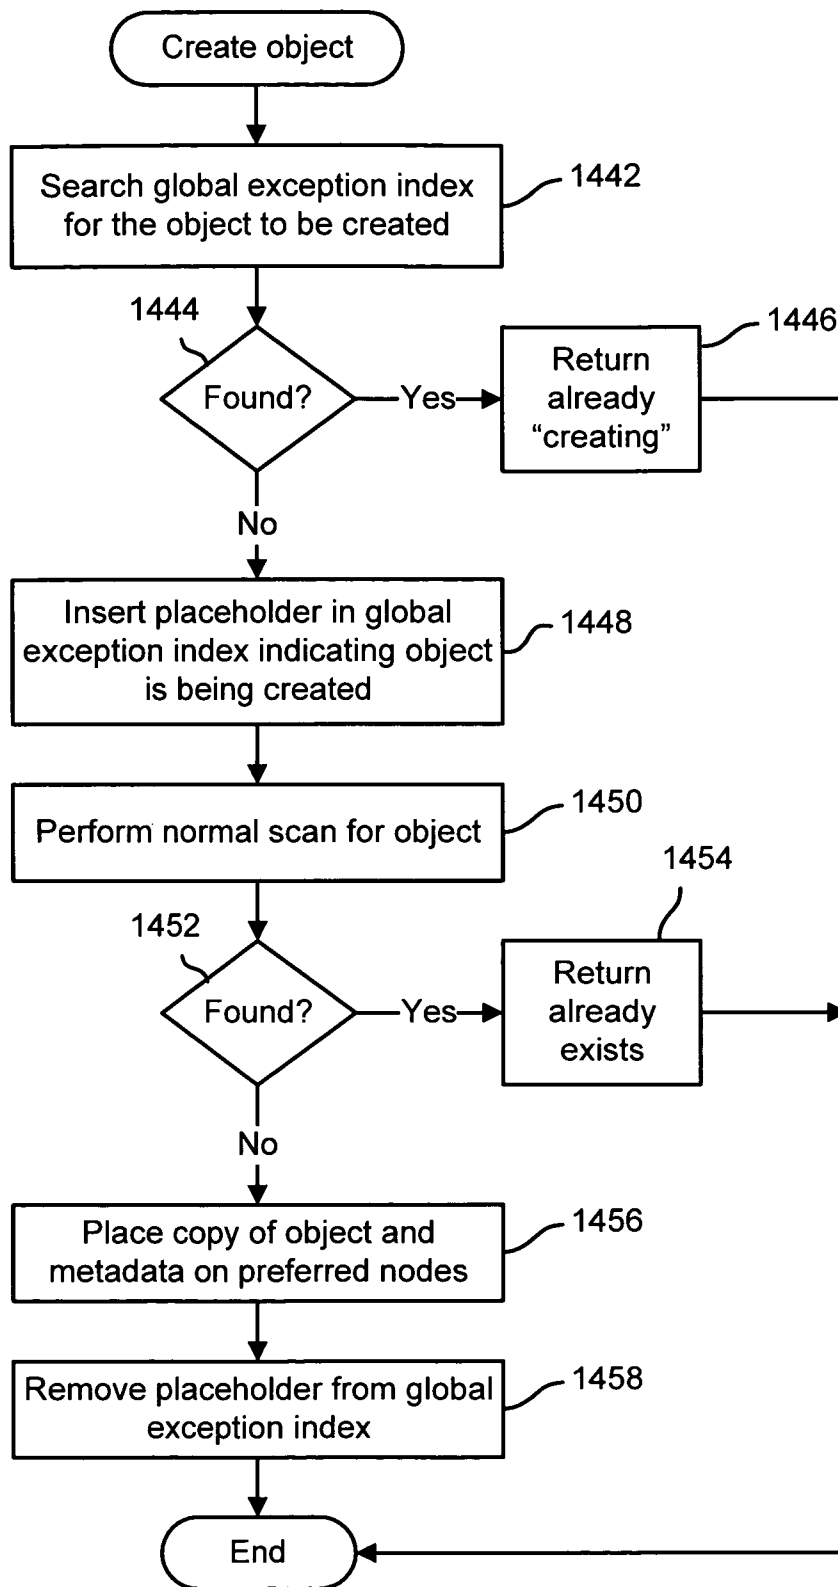 Create object
Search global exception index
for the object to be created
1442
1444
Found?
Yes
Return
already
“creating”
1446
No
Insert placeholder in global
exception index indicating object
is being created
1448
Perform normal scan for object
1450
1452
Found?
Yes
Return
already
exists
1454
No
Place copy of object and
metadata on preferred nodes
1456
Remove placeholder from global
exception index
1458
End